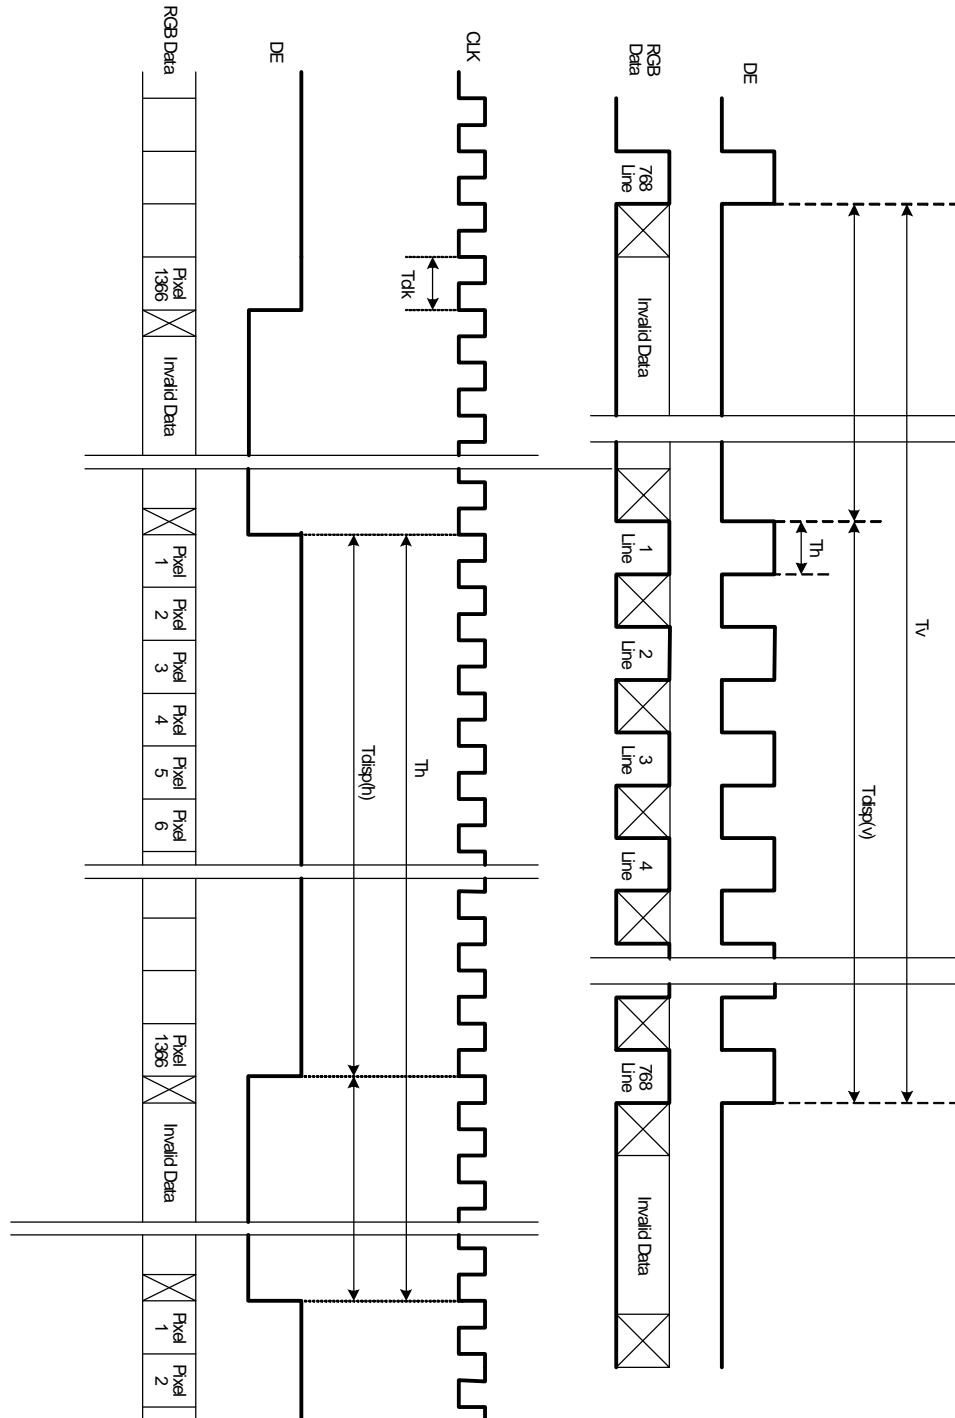 Tv
Tdisp(v)
Th
DE
RGB
Data
768
Line
Invalid Data
1
Line
2
Line
3
Line
4
Line
768
Line
Invalid Data
CLK
Tclk
Th
Tdisp(h)
DE
RGB Data
Pixel
1366
Invalid Data
Pixel
1
Pixel
2
Pixel
3
Pixel
4
Pixel
5
Pixel
6
Pixel
1366
Invalid Data
Pixel
1
Pixel
2